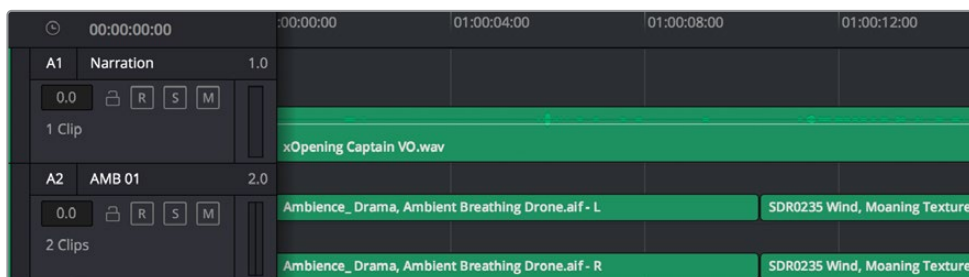 00:00:00:00 :00:00:00 01:00:04:00 01:00:08:00 01:00:12:00
A1 Narration 1.0
0.0 R S M
1 Clip
xOpening Captain VO.wav
A2 AMB 01 2.0
0.0 R S M
Ambience_ Drama, Ambient Breathing Drone.aif - L SDR0235 Wind, Moaning Texture
2 Clips
Ambience_ Drama, Ambient Breathing Drone.aif - R SDR0235 Wind, Moaning Texture